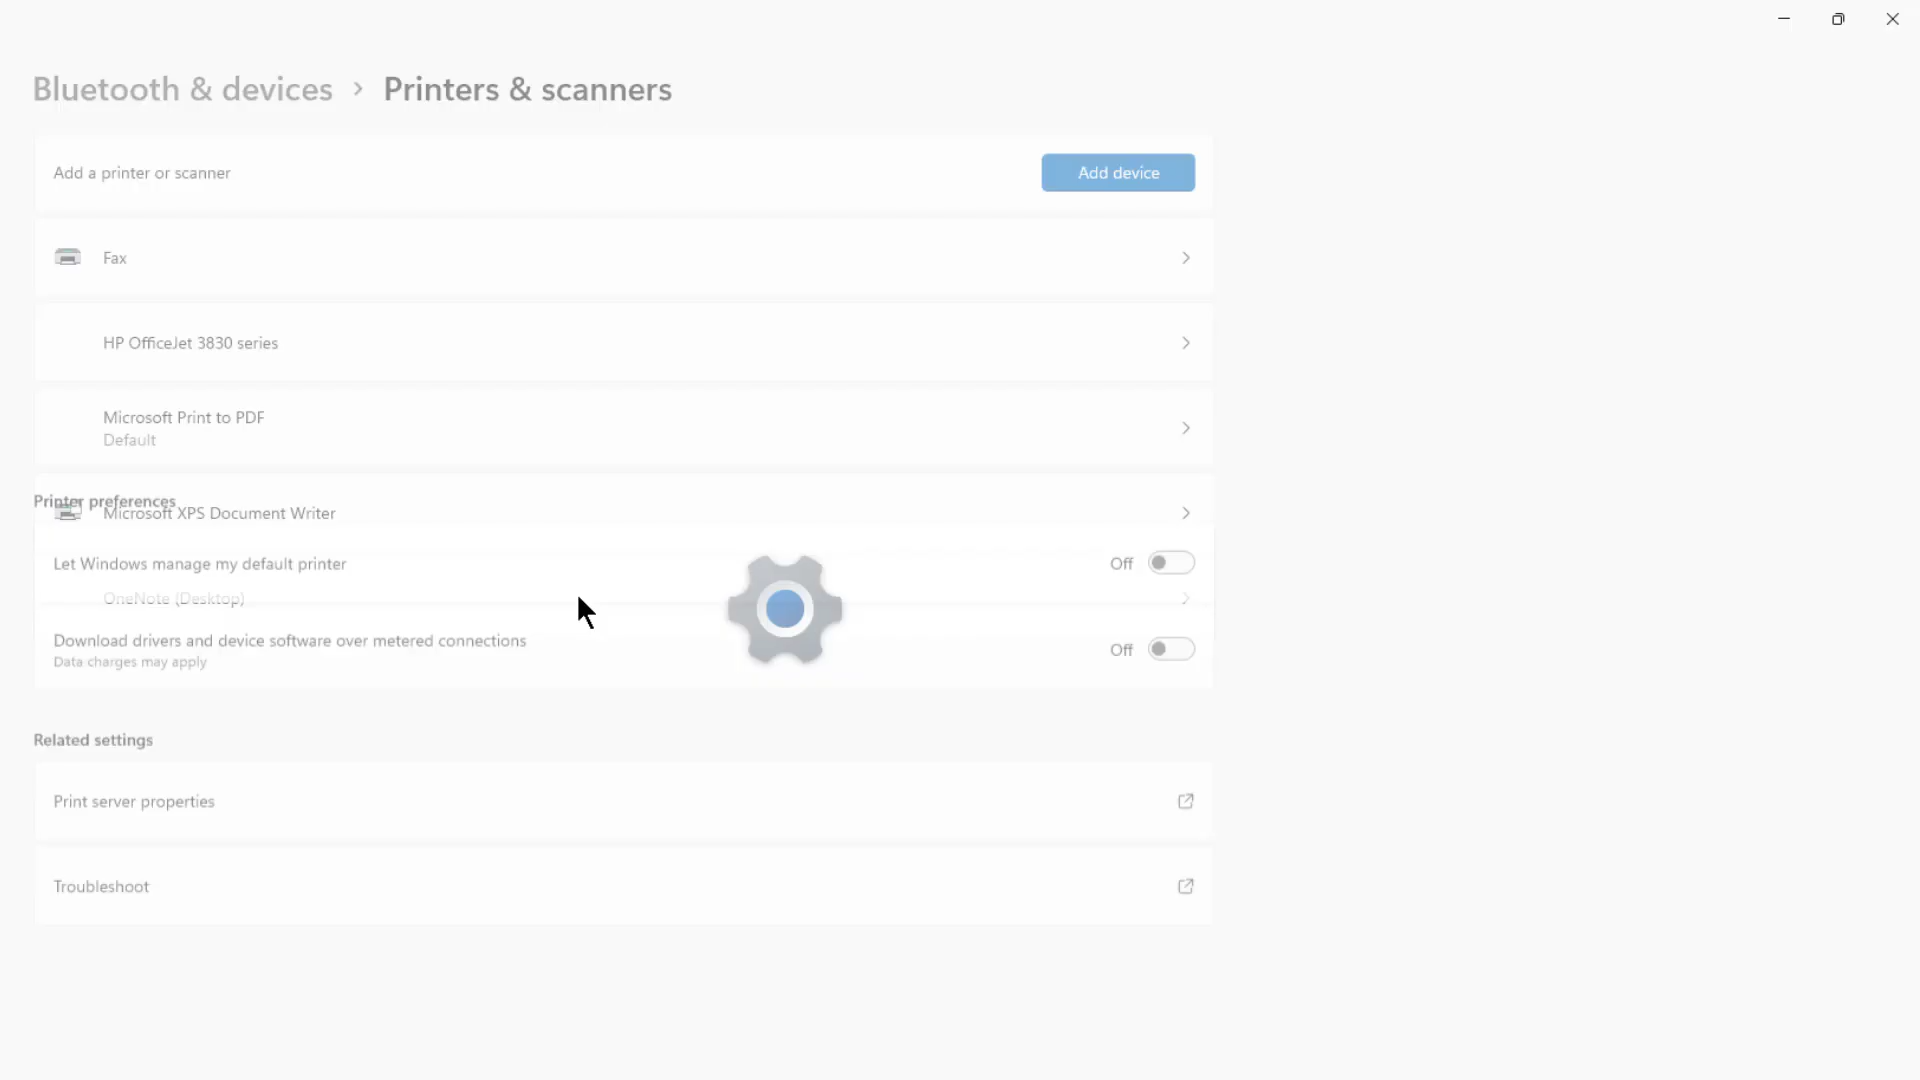 Bluetooth & devices › Printers & scanners
Add a printer or scanner
Add device
Fax
HP OfficeJet 3830 series
Microsoft Print to PDF
Default
Printer preferences
Microsoft XPS Document Writer
Let Windows manage my default printer
Off
OneNote (Desktop)
Download drivers and device software over metered connections
Off
Data charges may apply
Related settings
Print server properties
Troubleshoot